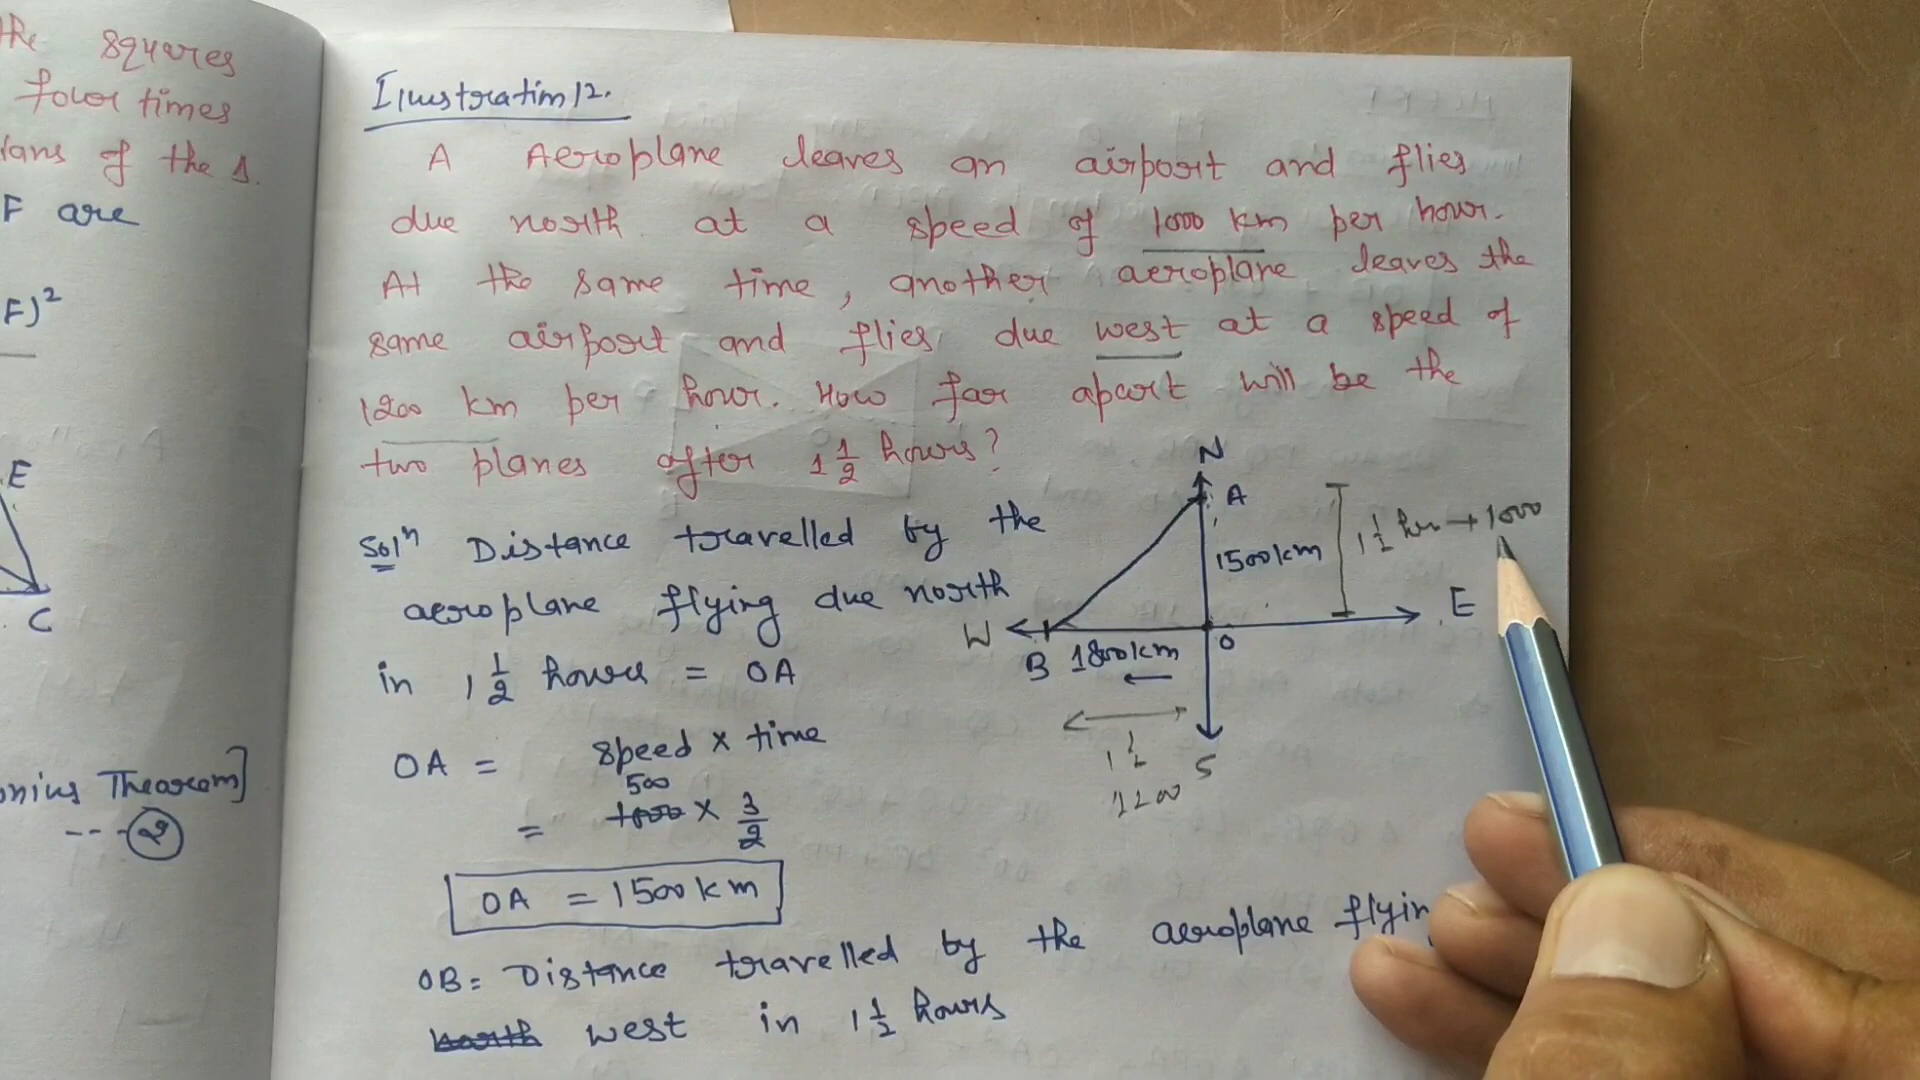 the squares
four times
ians of the s.
F are
F)²
E
C
onius Theorem]
--- ②
Illustration 12.
A Aeroplane leaves an airport and flies
due north at a speed of 1000 km per hour.
At the same time, another aeroplane leaves the
same airport and flies due west at a speed of
1200 km per hour. How far apart will be the
two planes after 1 1/2 hours?
Solⁿ Distance travelled by the
aeroplane flying due north
in 1 1/2 hours = OA
OA = speed × time
500
= 1000 × 3/2
OA = 1500 km
OB = Distance travelled by the aeroplane flyin
north west in 1 1/2 hours
N
A
1500 km
1 1/2 hr → 1000
W
E
O
B 1800 km
1 1/2
S
1200